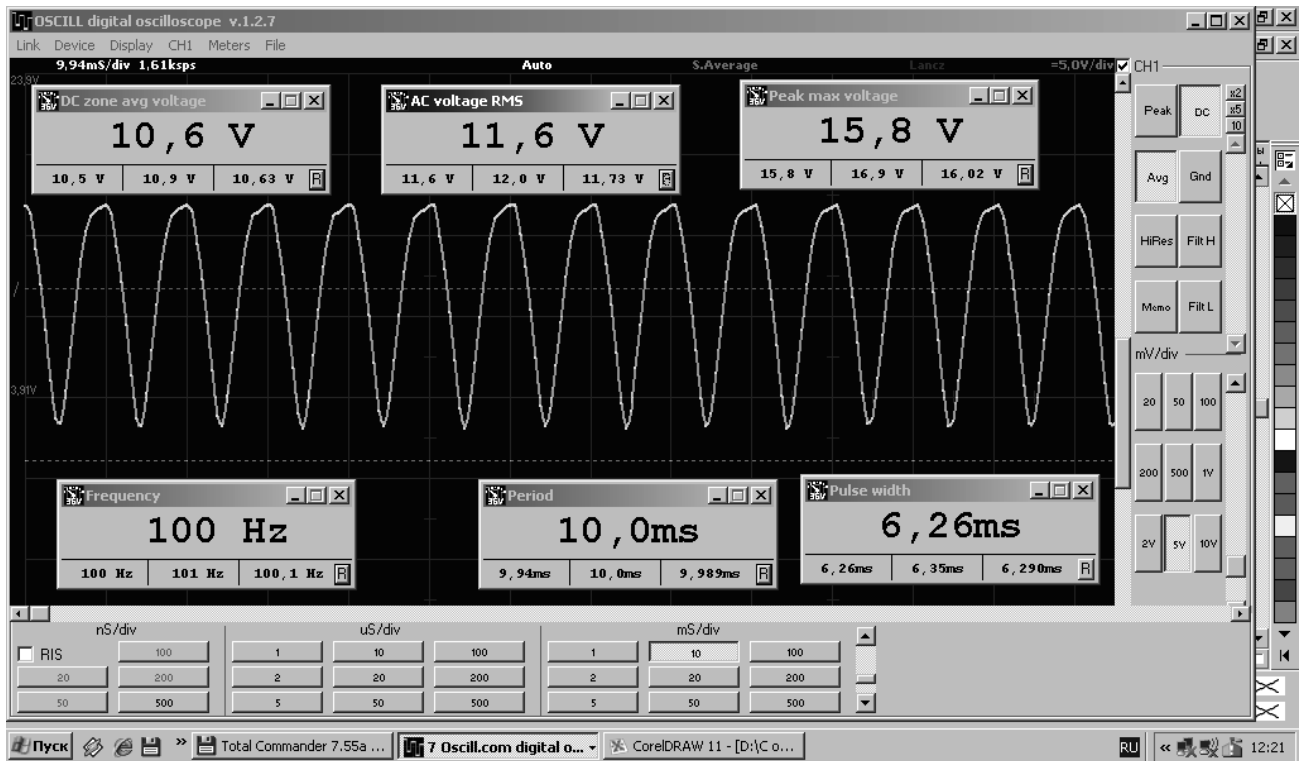 OSCILL digital oscilloscope v.1.2.7
Link Device Display CH1 Meters File
9,94mS/div 1,61ksps Auto S.Average Lancz =5,0V/div CH1
23,9V
DC zone avg voltage
10,6 V
10,5 V 10,9 V 10,63 V R
AC voltage RMS
11,6 V
11,6 V 12,0 V 11,73 V R
Peak max voltage
15,8 V
15,8 V 16,9 V 16,02 V R
Peak DC x2 x5 10
Avg Gnd
HiRes Filt H
Memo Filt L
3,91V
mV/div
20 50 100
200 500 1V
2V 5V 10V
Frequency
100 Hz
100 Hz 101 Hz 100,1 Hz R
Period
10,0ms
9,94ms 10,0ms 9,989ms R
Pulse width
6,26ms
6,26ms 6,35ms 6,290ms R
nS/div uS/div mS/div
RIS 100 1 10 100 1 10 100
20 200 2 20 200 2 20 200
50 500 5 50 500 5 50 500
Пуск » Total Commander 7.55a ... 7 Oscill.com digital o... CorelDRAW 11 - [D:\С о... RU « 12:21